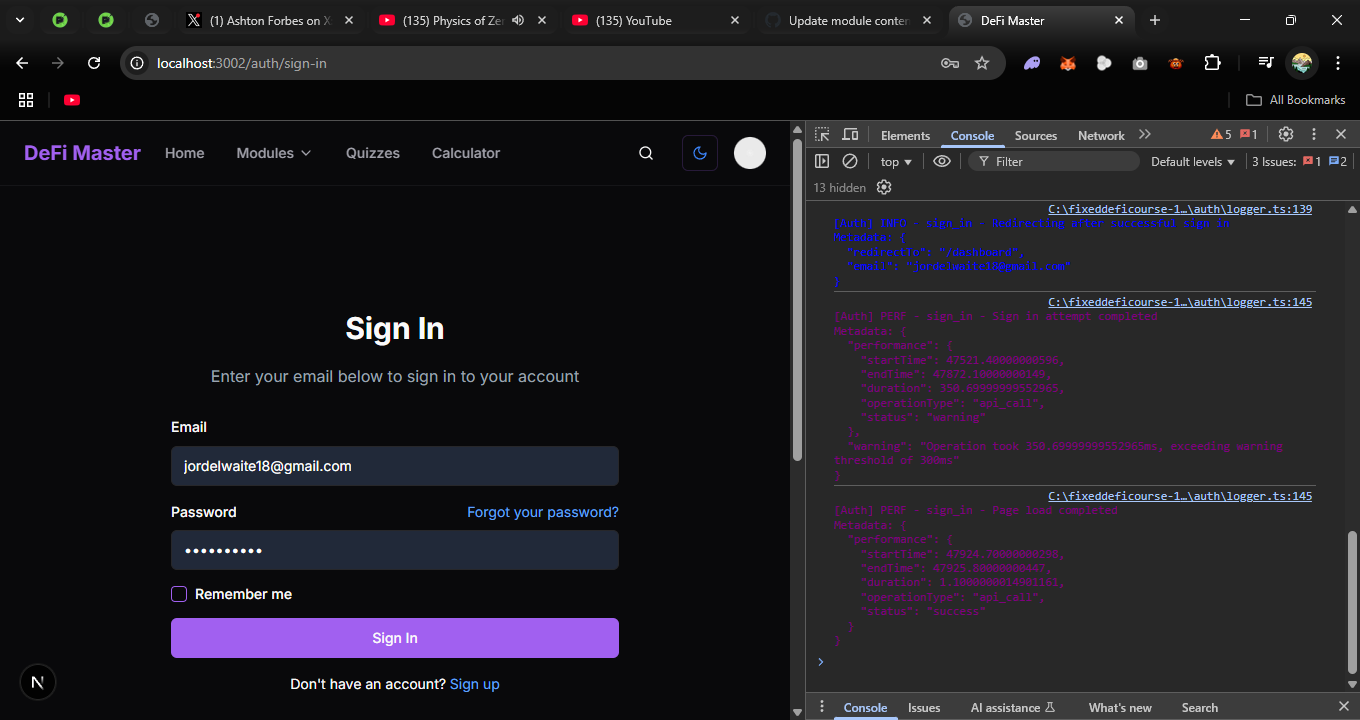 (1) Ashton Forbes on X
(135) Physics of Ze
(135) YouTube
Update module conten
DeFi Master
localhost:3002/auth/sign-in
All Bookmarks
DeFi Master
Home
Modules
Quizzes
Calculator
Sign In
Enter your email below to sign in to your account
Email
jordelwaite18@gmail.com
Password
Forgot your password?
••••••••••
Remember me
Sign In
Don't have an account? Sign up
N
Elements
Console
Sources
Network
5
1
top
Filter
Default levels
3 Issues:
1
2
13 hidden
C:\fixeddeficourse-1…\auth\logger.ts:139
[Auth] INFO - sign_in - Redirecting after successful sign in
Metadata: {
"redirectTo": "/dashboard",
"email": "jordelwaite18@gmail.com"
}
C:\fixeddeficourse-1…\auth\logger.ts:145
[Auth] PERF - sign_in - Sign in attempt completed
Metadata: {
"performance": {
"startTime": 47521.40000000596,
"endTime": 47872.10000000149,
"duration": 350.69999999552965,
"operationType": "api_call",
"status": "warning"
},
"warning": "Operation took 350.69999999552965ms, exceeding warning
threshold of 300ms"
}
C:\fixeddeficourse-1…\auth\logger.ts:145
[Auth] PERF - sign_in - Page load completed
Metadata: {
"performance": {
"startTime": 47924.70000000298,
"endTime": 47925.80000000447,
"duration": 1.1000000014901161,
"operationType": "api_call",
"status": "success"
}
}
Console
Issues
AI assistance
What's new
Search